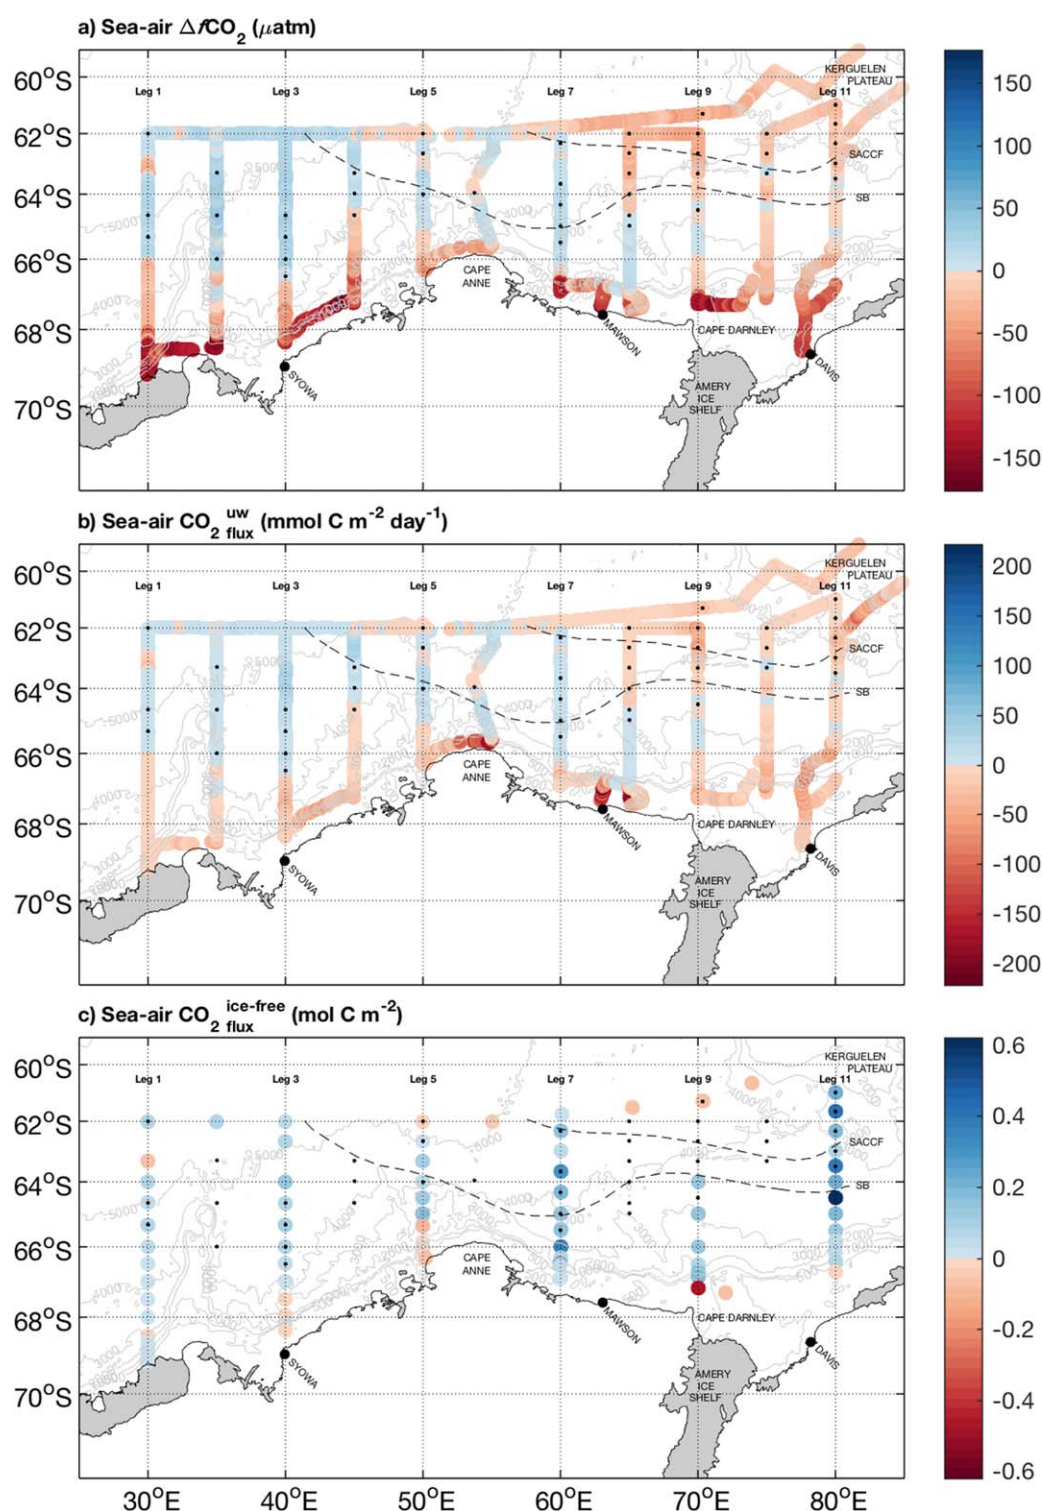 a) Sea-air ΔfCO2 (μatm)
60°S
62°S
64°S
66°S
68°S
70°S
Leg 1
Leg 3
Leg 5
Leg 7
Leg 9
Leg 11
KERGUELEN
PLATEAU
SACCF
SB
CAPE
ANNE
MAWSON
CAPE DARNLEY
SYOWA
AMERY
ICE
SHELF
DAVIS
150
100
50
0
-50
-100
-150
b) Sea-air CO2 uw flux (mmol C m-2 day-1)
60°S
62°S
64°S
66°S
68°S
70°S
Leg 1
Leg 3
Leg 5
Leg 7
Leg 9
Leg 11
KERGUELEN
PLATEAU
SACCF
SB
CAPE
ANNE
MAWSON
CAPE DARNLEY
SYOWA
AMERY
ICE
SHELF
DAVIS
200
150
100
50
0
-50
-100
-150
-200
c) Sea-air CO2 ice-free flux (mol C m-2)
60°S
62°S
64°S
66°S
68°S
70°S
Leg 1
Leg 3
Leg 5
Leg 7
Leg 9
Leg 11
KERGUELEN
PLATEAU
SACCF
SB
CAPE
ANNE
MAWSON
CAPE DARNLEY
SYOWA
AMERY
ICE
SHELF
DAVIS
0.6
0.4
0.2
0
-0.2
-0.4
-0.6
30°E
40°E
50°E
60°E
70°E
80°E